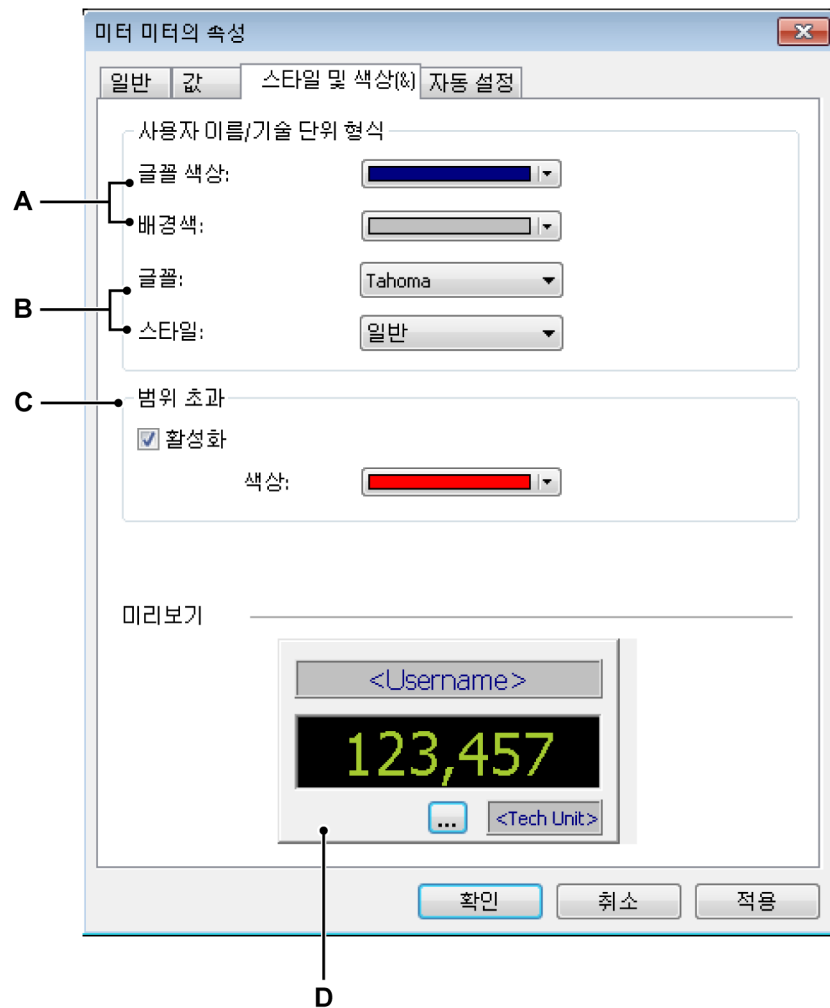 미터 미터의 속성
일반 값 스타일 및 색상(&) 자동 설정
사용자 이름/기술 단위 형식
글꼴 색상:
A
배경색:
글꼴: Tahoma
B
스타일: 일반
C 범위 초과
활성화
색상:
미리보기
<Username>
123,457
... <Tech Unit>
확인 취소 적용
D